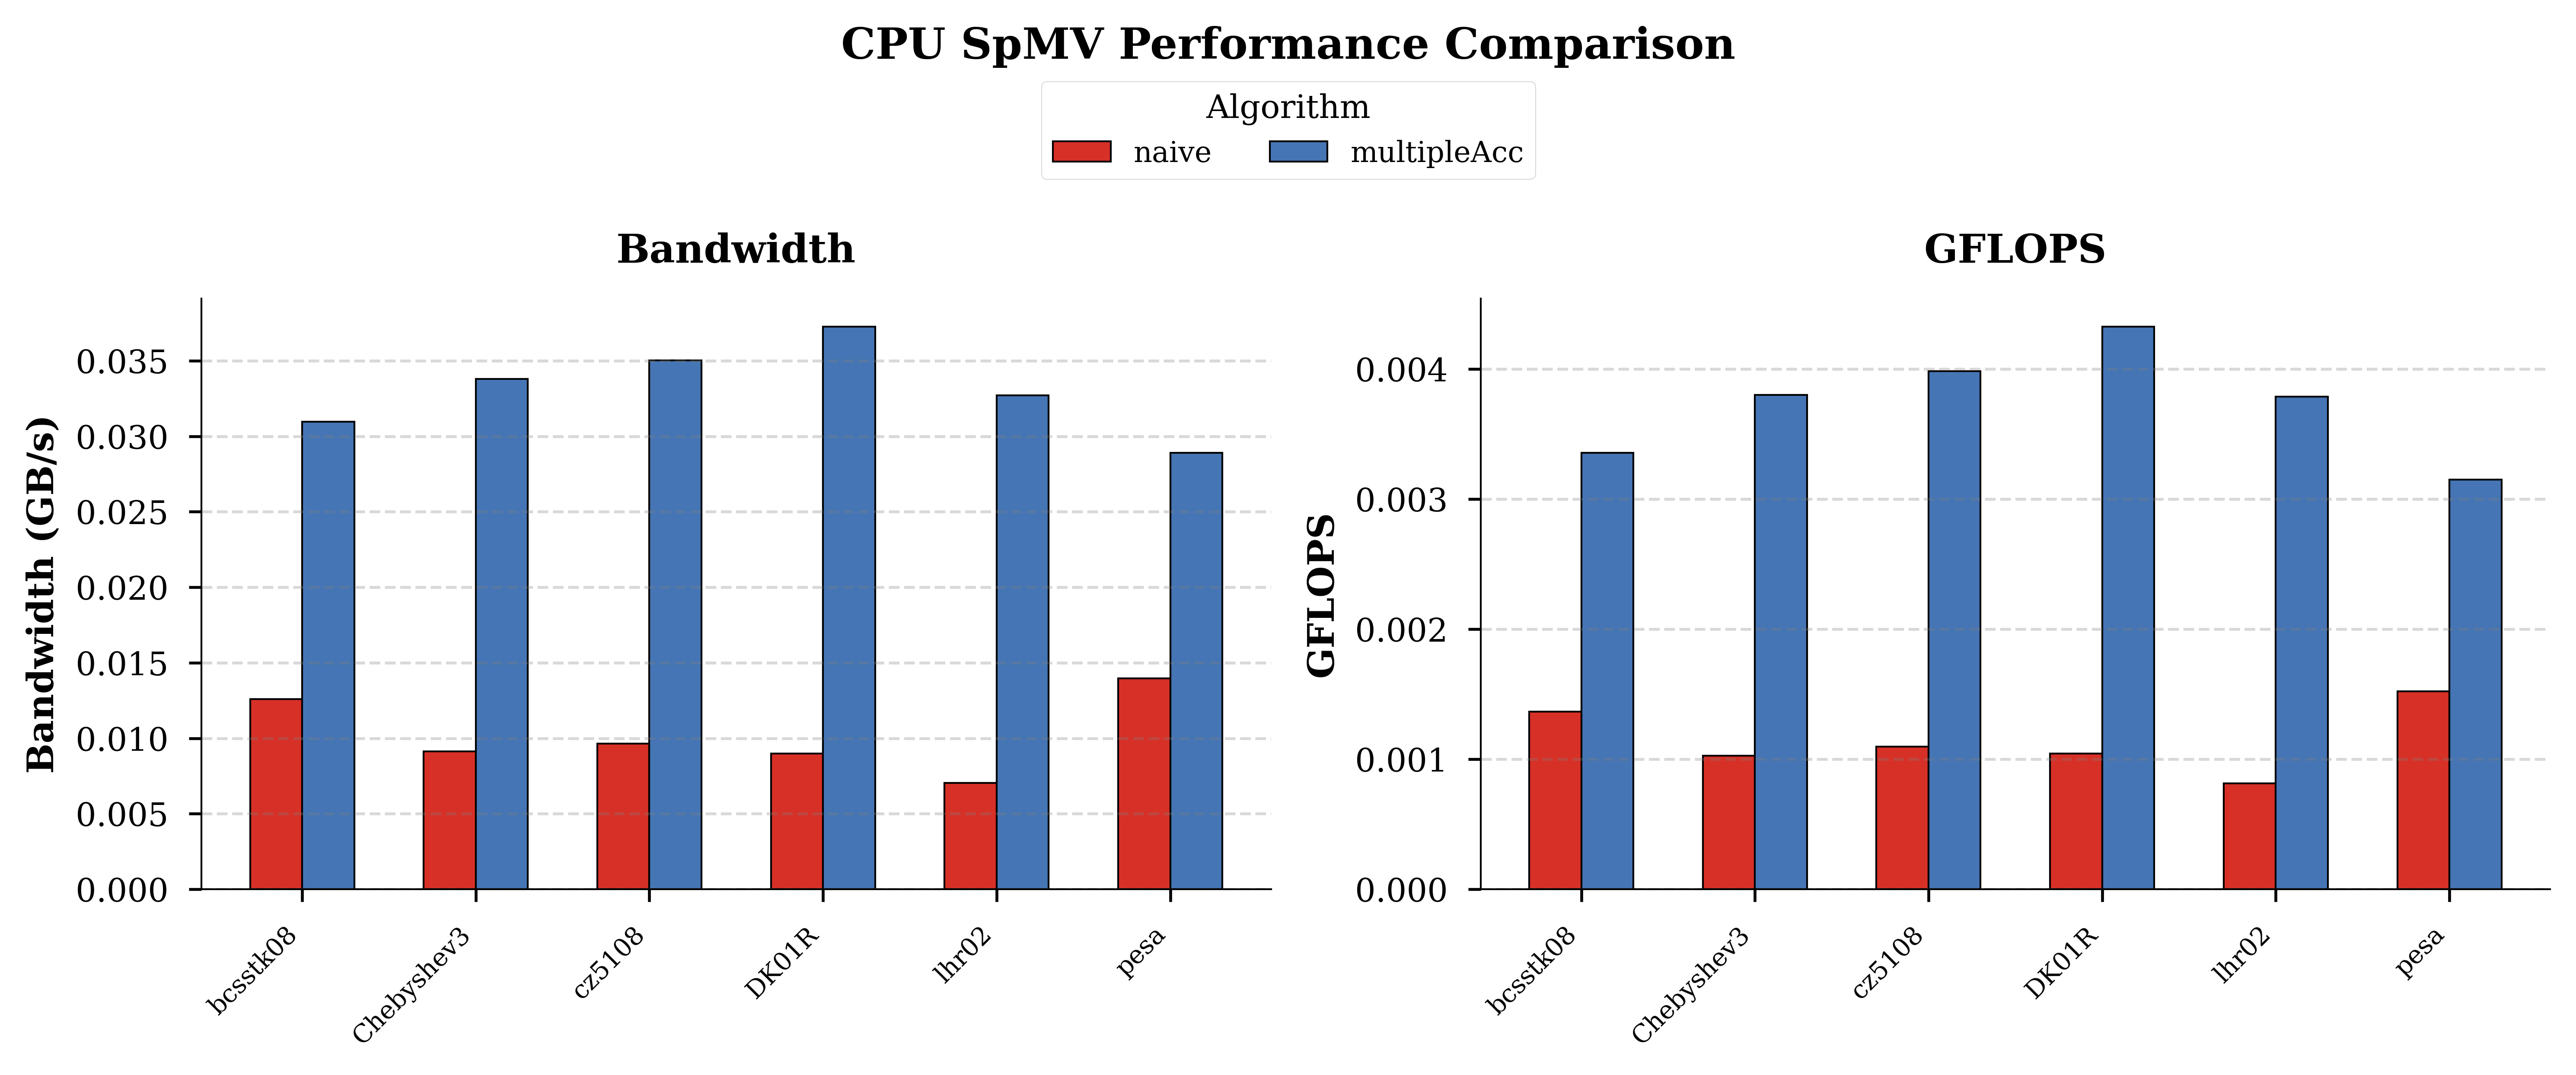 CPU SpMV Performance Comparison
Algorithm
naive multipleAcc
Bandwidth
Bandwidth (GB/s)
0.035
0.030
0.025
0.020
0.015
0.010
0.005
0.000
bcsstk08 Chebyshev3 cz5108 DK01R lhr02 pesa
GFLOPS
GFLOPS
0.004
0.003
0.002
0.001
0.000
bcsstk08 Chebyshev3 cz5108 DK01R lhr02 pesa